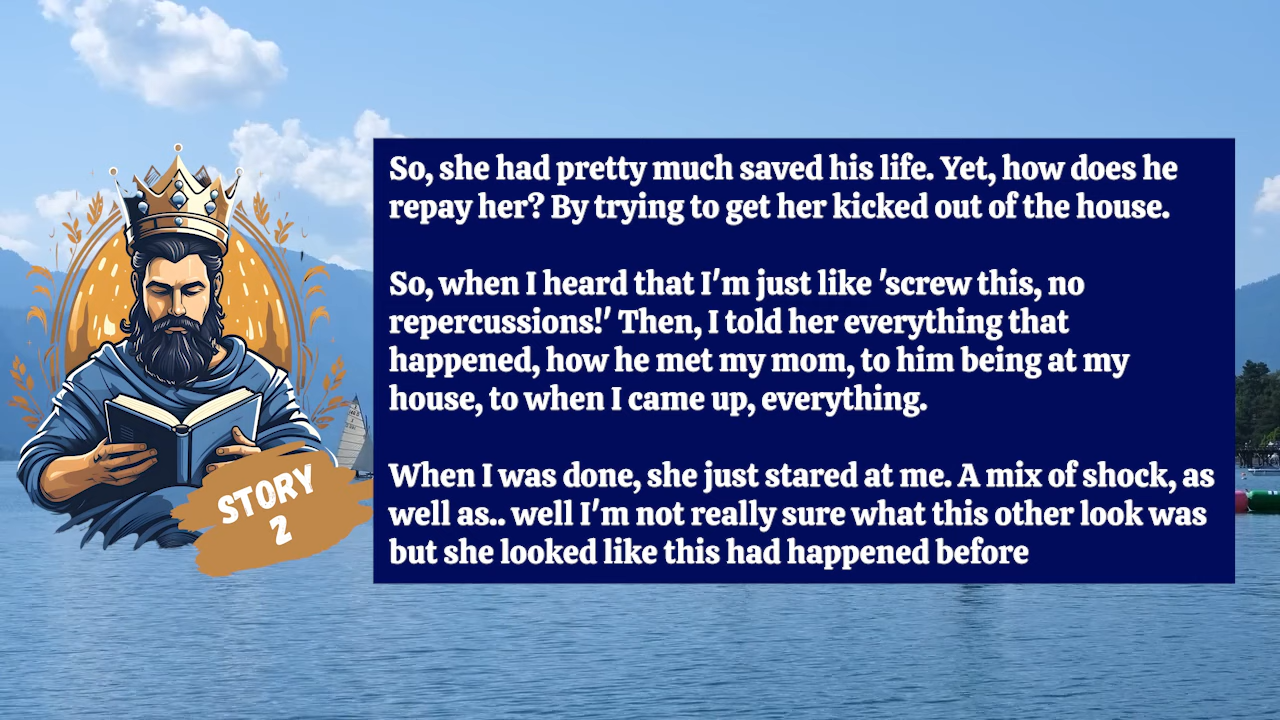 So, she had pretty much saved his life. Yet, how does he
repay her? By trying to get her kicked out of the house.
So, when I heard that I'm just like 'screw this, no
repercussions!' Then, I told her everything that
happened, how he met my mom, to him being at my
house, to when I came up, everything.
When I was done, she just stared at me. A mix of shock, as
well as.. well I'm not really sure what this other look was
but she looked like this had happened before
STORY
2